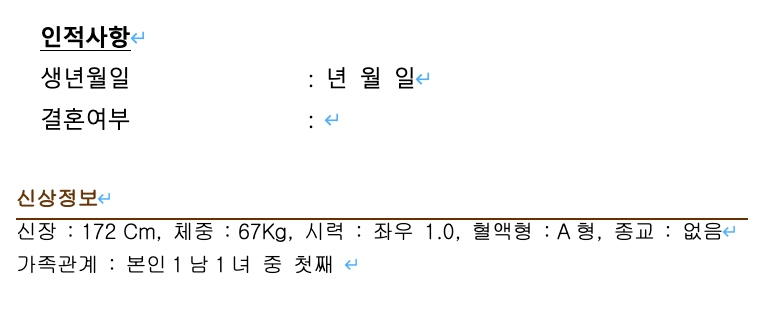 인적사항
생년월일 : 년 월 일
결혼여부 :
신상정보
신장 : 172 Cm, 체중 : 67Kg, 시력 : 좌우 1.0, 혈액형 : A 형, 종교 : 없음
가족관계 : 본인 1 남 1 녀 중 첫째